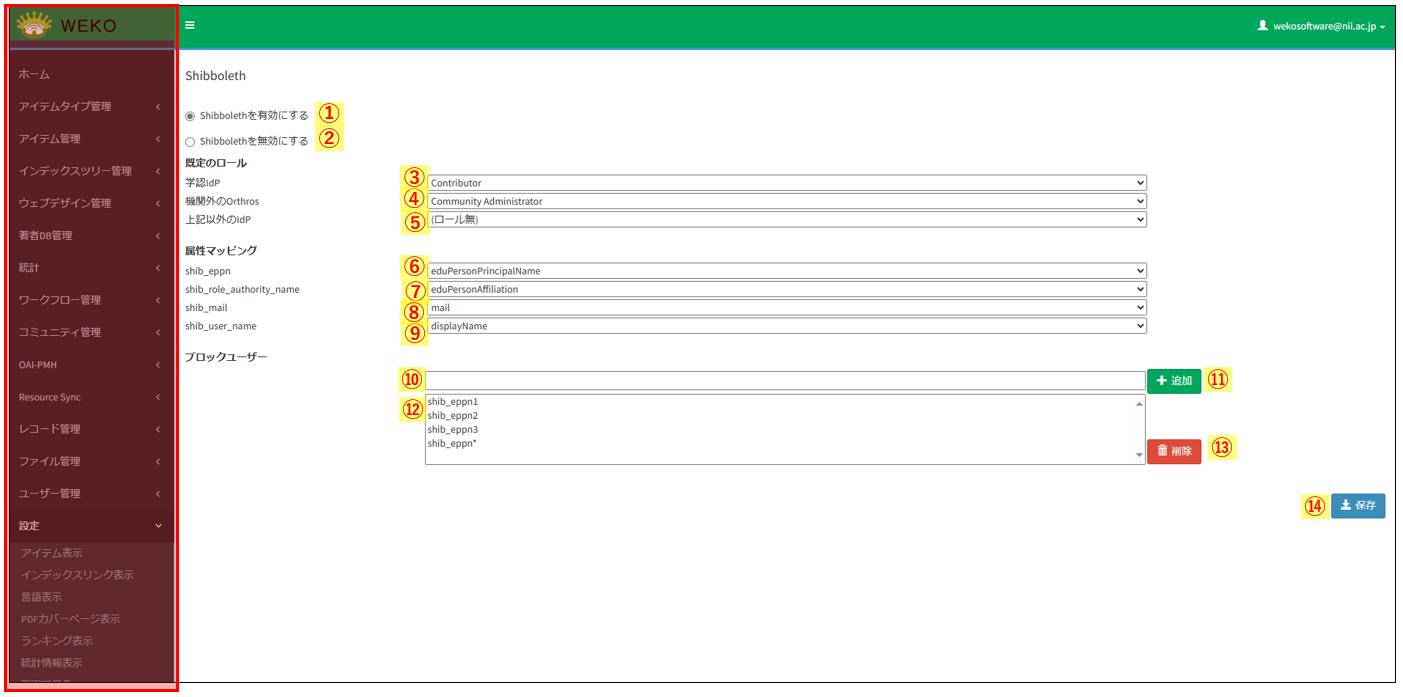 WEKO
wekosoftware@nii.ac.jp
ホーム
アイテムタイプ管理
アイテム管理
インデックスツリー管理
ウェブデザイン管理
著者DB管理
統計
ワークフロー管理
コミュニティ管理
OAI-PMH
Resource Sync
レコード管理
ファイル管理
ユーザー管理
設定
アイテム表示
インデックスリンク表示
言語表示
PDFカバーページ表示
ランキング表示
統計情報表示
Shibboleth
Shibbolethを有効にする ①
Shibbolethを無効にする ②
既定のロール
学認IdP ③ Contributor
機関外のOrthros ④ Community Administrator
上記以外のIdP ⑤ (ロール無)
属性マッピング
shib_eppn ⑥ eduPersonPrincipalName
shib_role_authority_name ⑦ eduPersonAffiliation
shib_mail ⑧ mail
shib_user_name ⑨ displayName
ブロックユーザー
⑩ 追加 ⑪
⑫ shib_eppn1
shib_eppn2
shib_eppn3
shib_eppn*
削除 ⑬
⑭ 保存